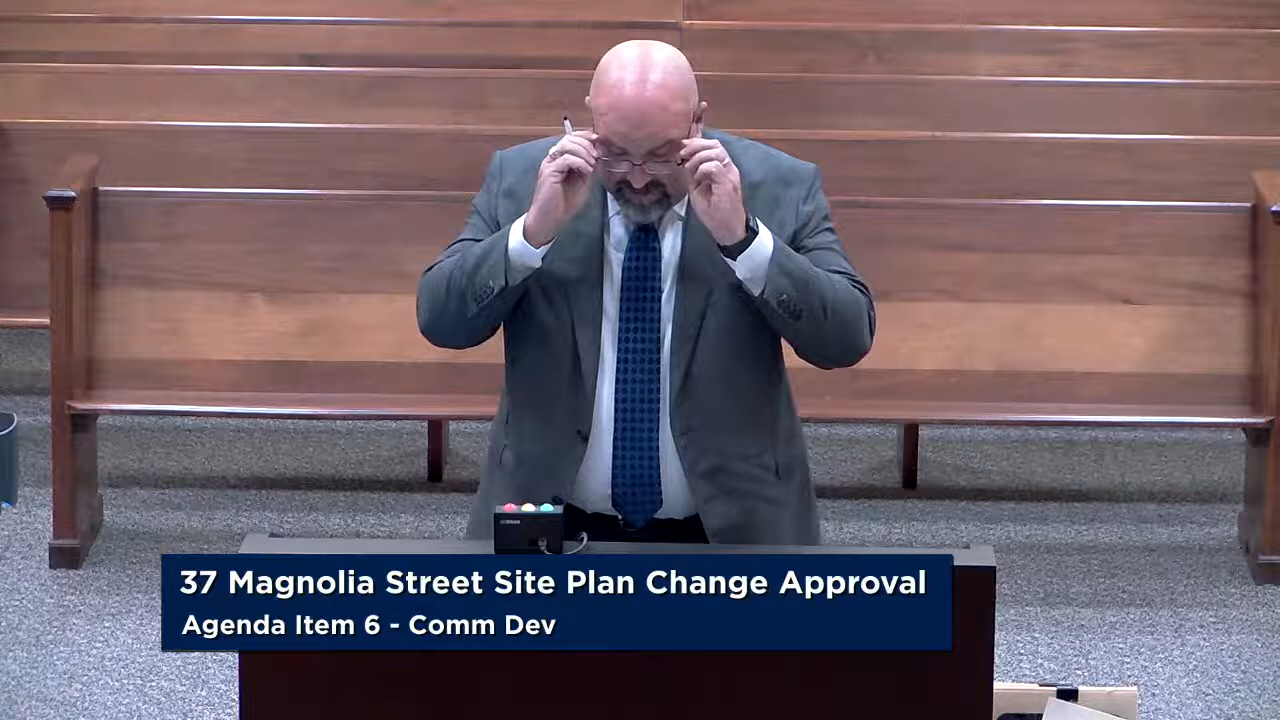 37 Magnolia Street Site Plan Change Approval
Agenda Item 6 - Comm Dev